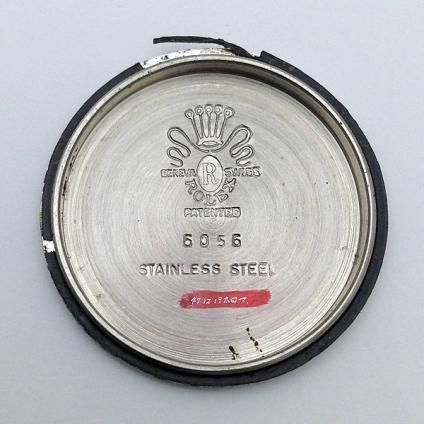 GENEVA R SWISS
ROLEX
PATENTED
6056
STAINLESS STEEL